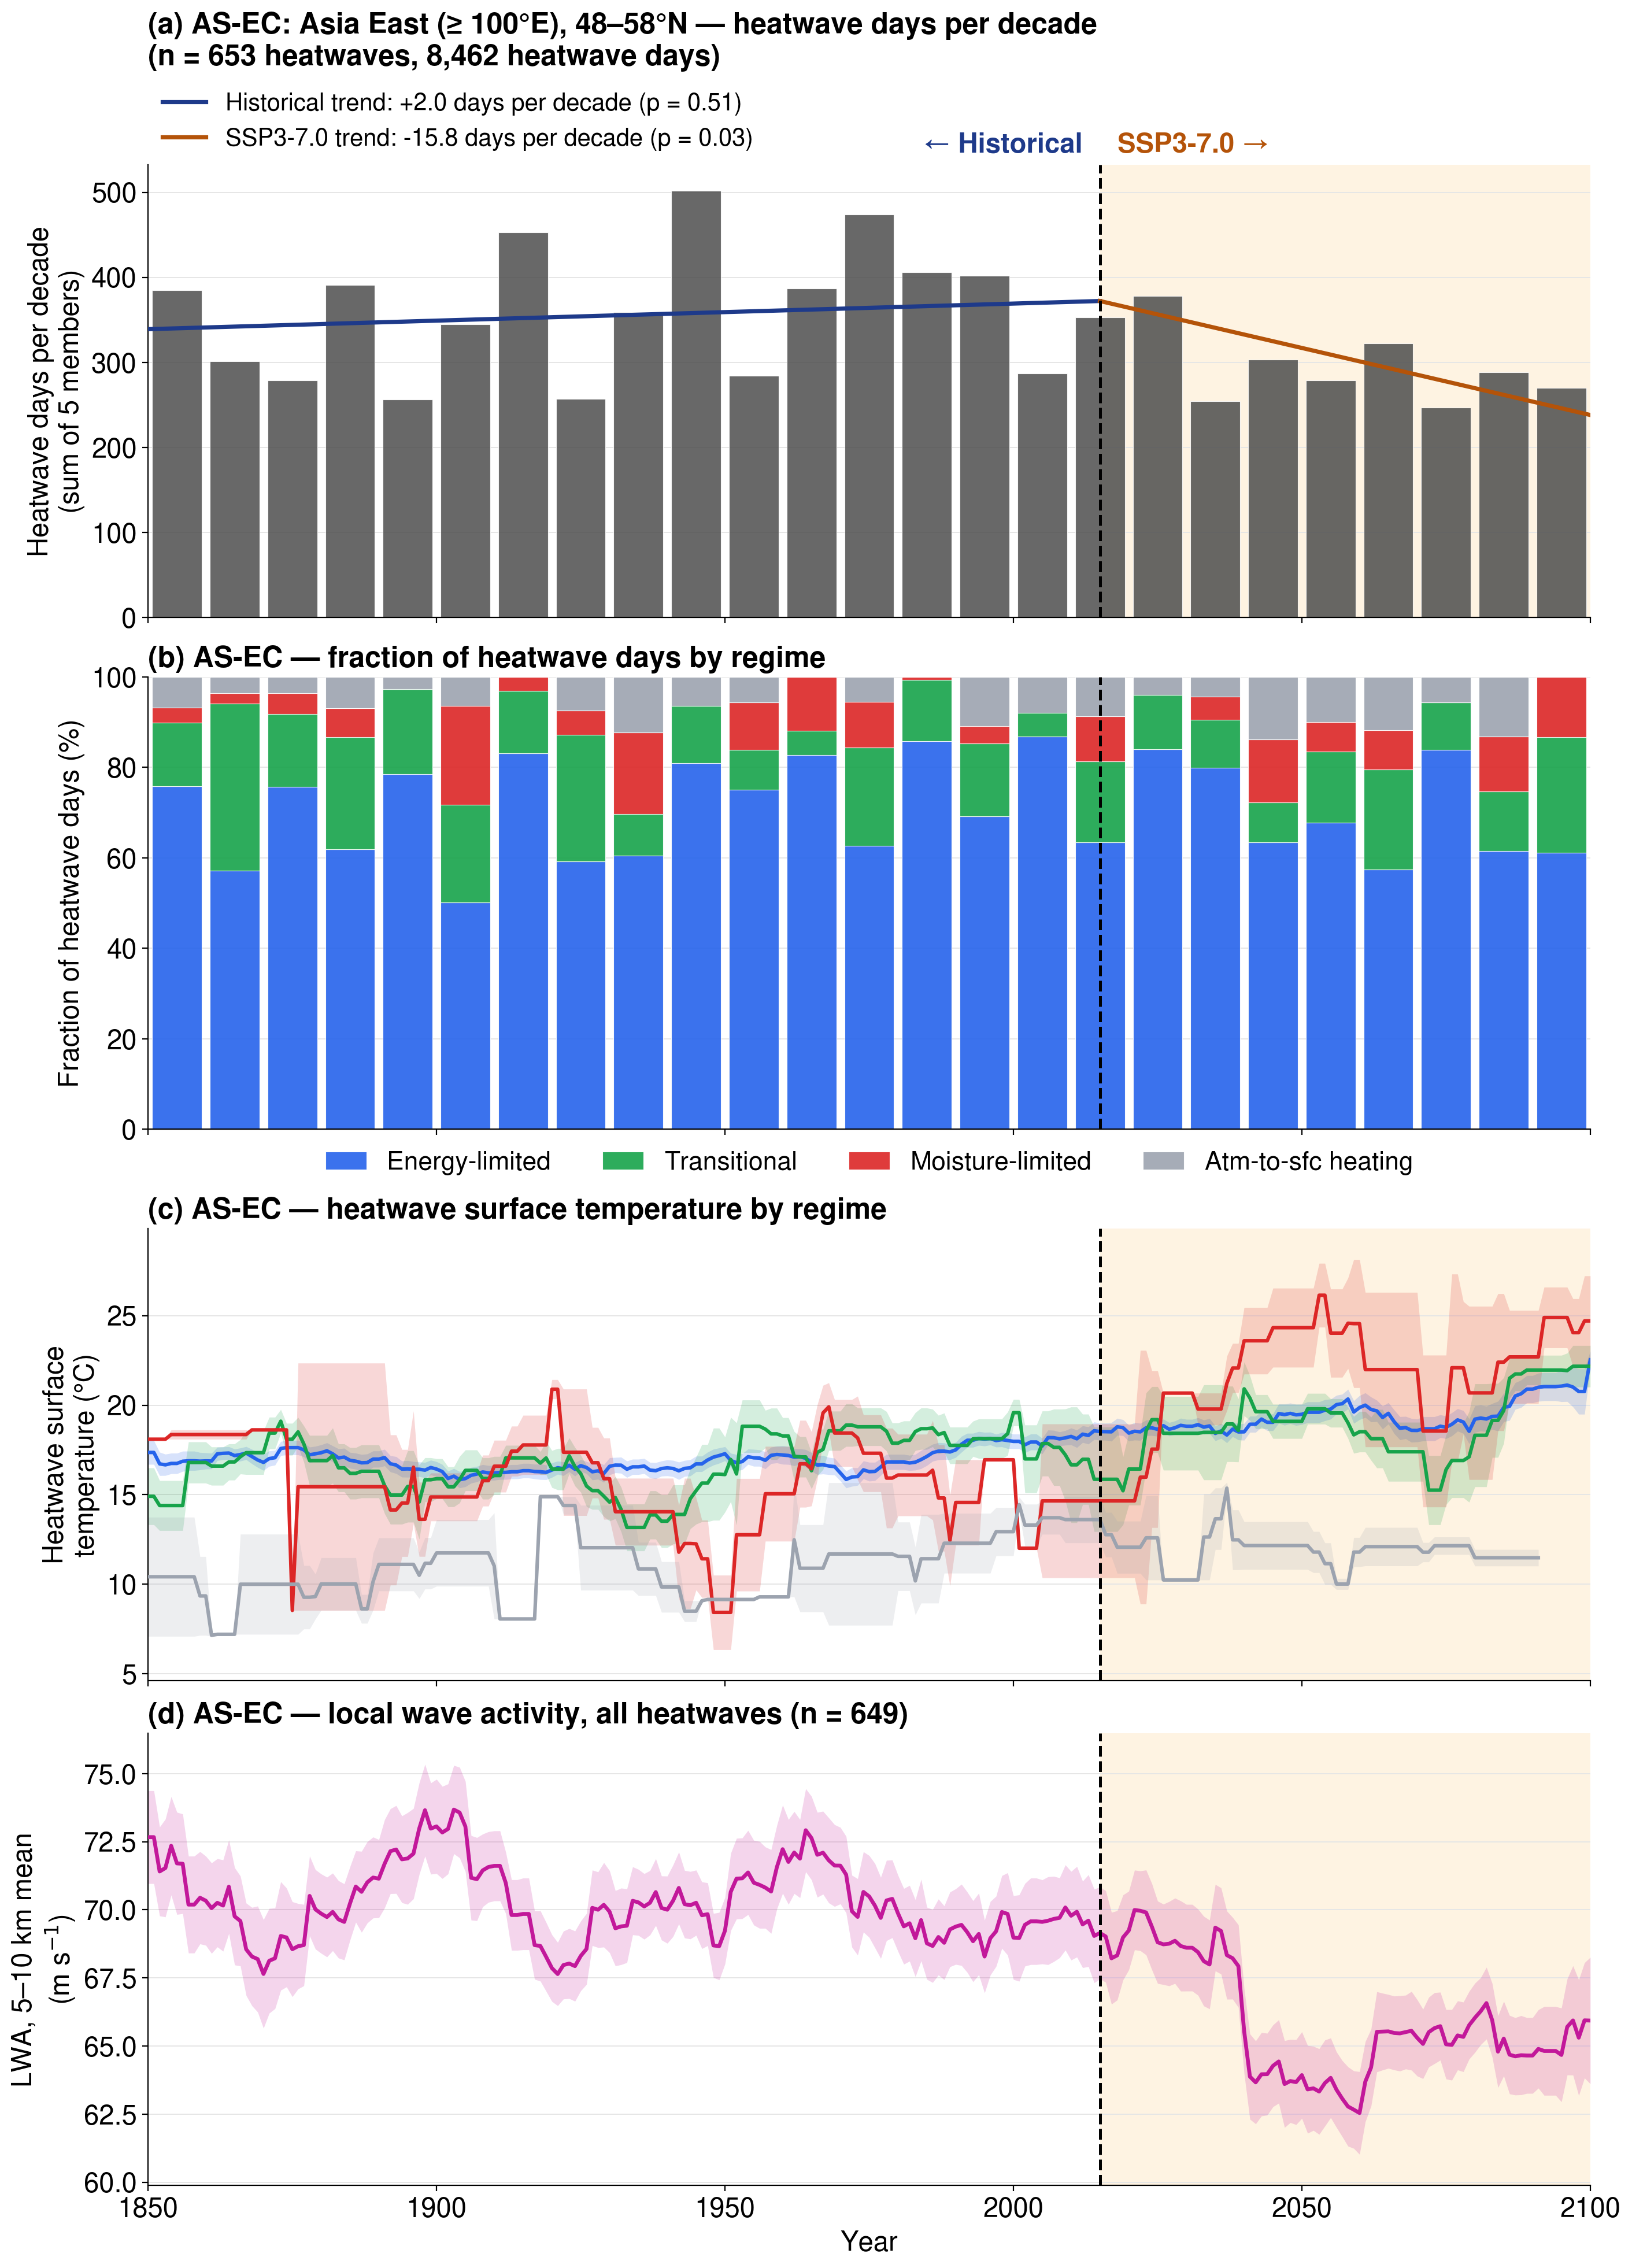 (a) AS-EC: Asia East (≥ 100°E), 48–58°N — heatwave days per decade
(n = 653 heatwaves, 8,462 heatwave days)
Historical trend: +2.0 days per decade (p = 0.51)
SSP3-7.0 trend: -15.8 days per decade (p = 0.03)
← Historical
SSP3-7.0 →
Heatwave days per decade
(sum of 5 members)
500
400
300
200
100
0
(b) AS-EC — fraction of heatwave days by regime
Fraction of heatwave days (%)
100
80
60
40
20
0
Energy-limited
Transitional
Moisture-limited
Atm-to-sfc heating
(c) AS-EC — heatwave surface temperature by regime
Heatwave surface
temperature (°C)
25
20
15
10
5
(d) AS-EC — local wave activity, all heatwaves (n = 649)
LWA, 5–10 km mean
(m s⁻¹)
75.0
72.5
70.0
67.5
65.0
62.5
60.0
1850
1900
1950
2000
2050
2100
Year